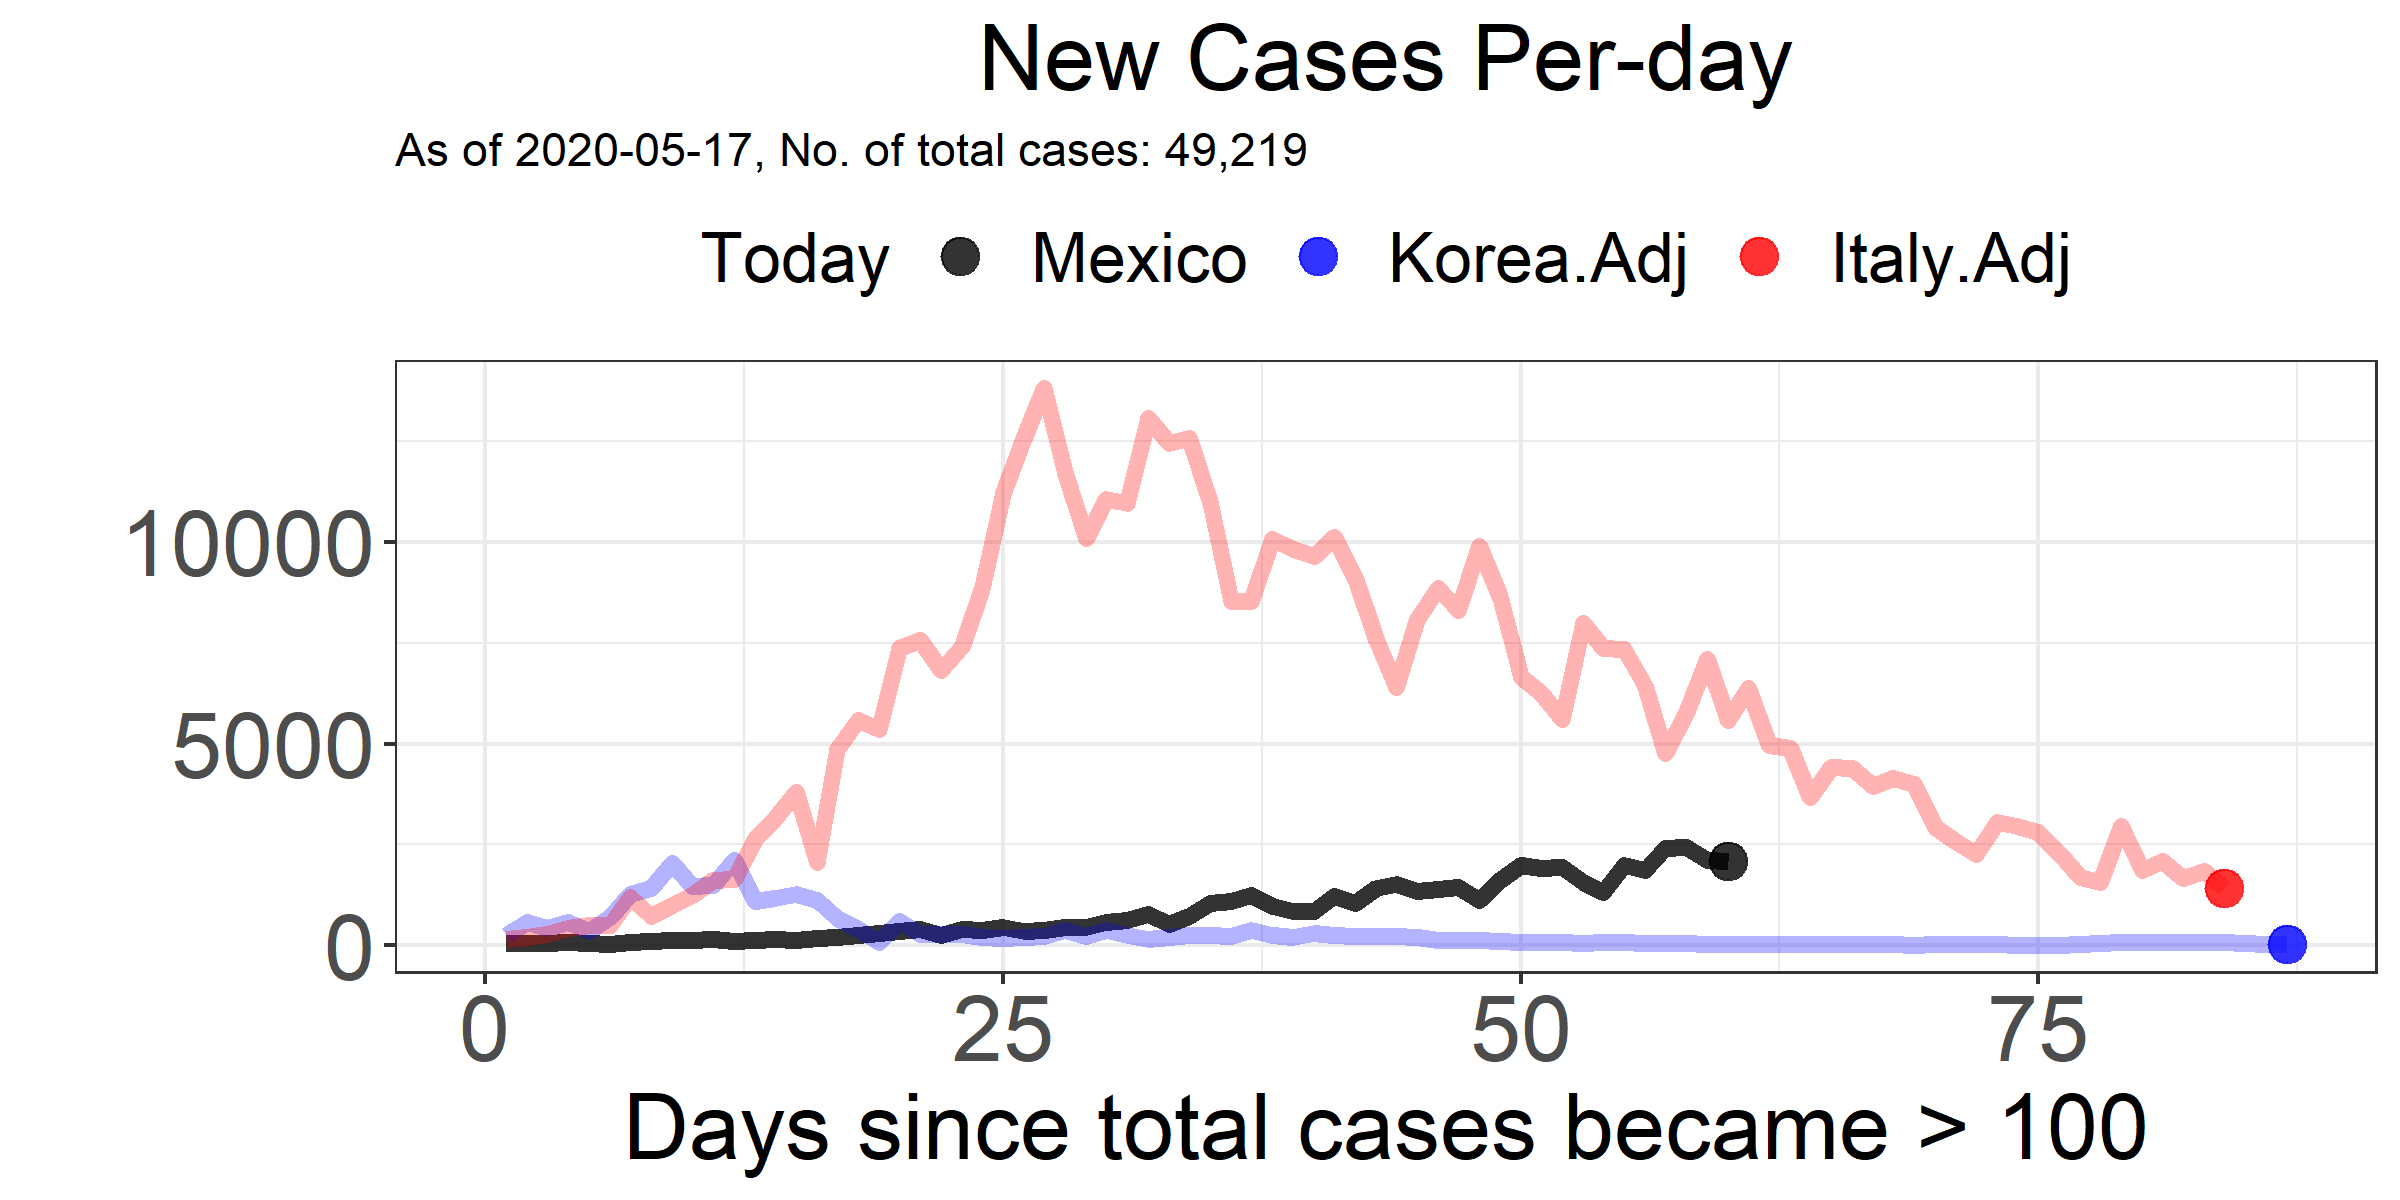 New Cases Per-day
As of 2020-05-17, No. of total cases: 49,219
Today Mexico Korea.Adj Italy.Adj
10000
5000
0
0 25 50 75
Days since total cases became > 100